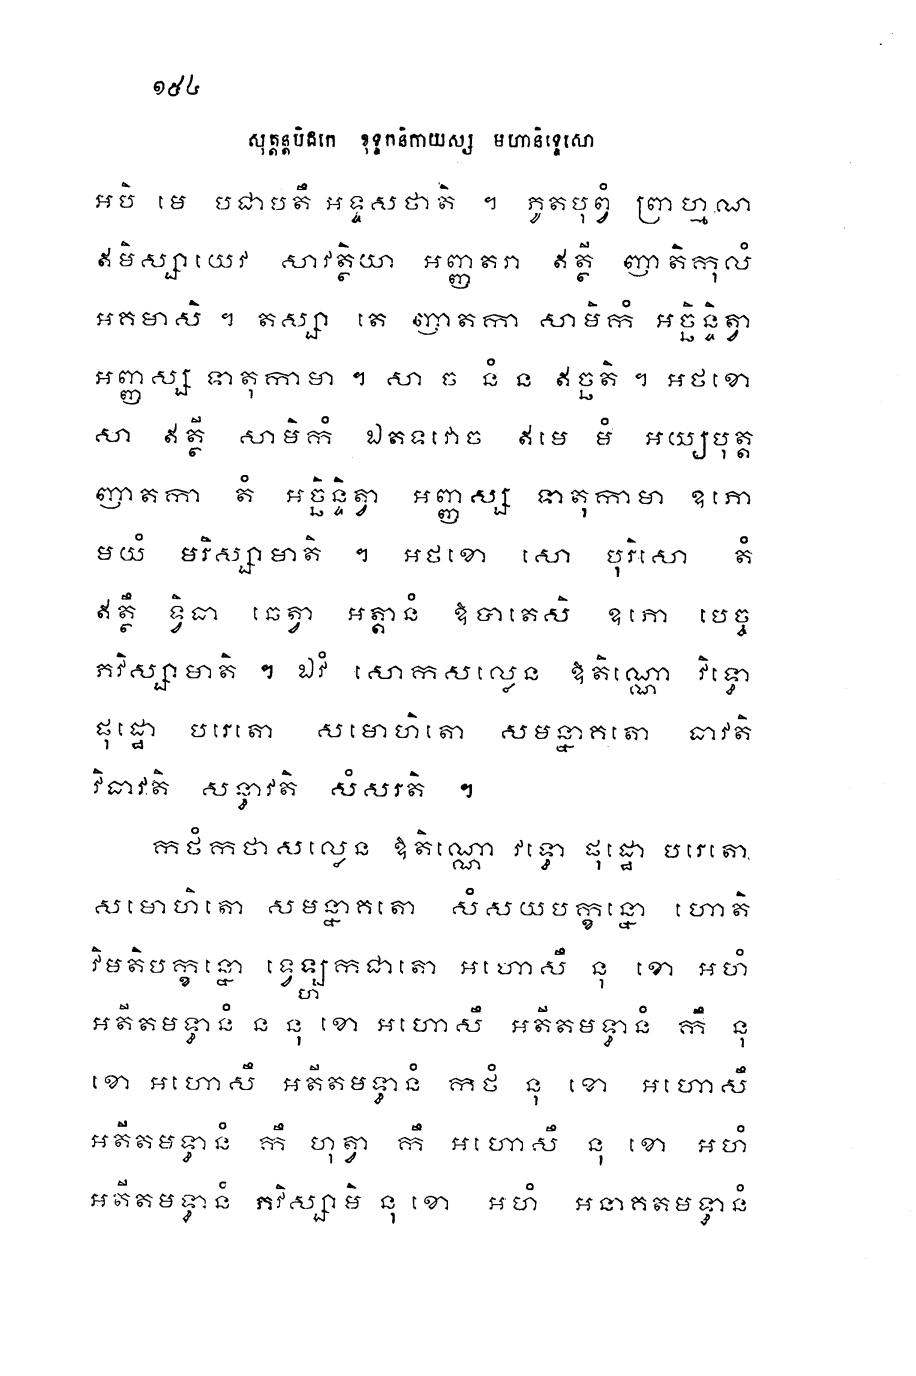 ១៩៤
សុត្តន្តបិដកេ ខុទ្ទកនិកាយស្ស មហានិទ្ទេសោ
អបិ មេ បជាបតឹ អទ្ទសថាតិ ។ ភូតបុព្វំ ព្រាហ្មណ
ឥមិស្សាយេវ សាវត្ថិយា អញ្ញតរា ឥត្ថី ញាតិកុលំ
អគមាសិ ។ តស្សា តេ ញាតកា សាមិកំ អច្ឆិន្ទិត្វា
អញ្ញស្ស ទាតុកាមា ។ សា ច នំ ន ឥច្ឆតិ ។ អថខោ
សា ឥត្ថី សាមិកំ ឯតទវោច ឥមេ មំ អយ្យបុត្ត
ញាតកា តំ អច្ឆិន្ទិត្វា អញ្ញស្ស ទាតុកាមា ឧភោ
មយំ មរិស្សាមាតិ ។ អថខោ សោ បុរិសោ តំ
ឥត្ថឹ ទ្វិធា ឆេត្វា អត្តានំ ឱបាតេសិ ឧភោ បេច្ច
ភវិស្សាមាតិ ។ ឯវំ សោកសល្លេន ឱតិណ្ណោ វិទ្ធោ
ផុដ្ឋោ បរេតោ សមោហិតោ សមន្នាគតោ ធាវតិ
វិធាវតិ សន្ធាវតិ សំសរតិ ។
កថំកថាសល្លេន ឱតិណ្ណោ វទ្ធោ ផុដ្ឋោ បរេតោ
សមោហិតោ សមន្នាគតោ សំសយបក្ខន្នោ ហោតិ
វិមតិបក្ខន្នោ ទ្វេឡ្ហកជាតោ អហោសឹ នុ ខោ អហំ
អតីតមទ្ធានំ ន នុ ខោ អហោសឹ អតីតមទ្ធានំ កឹ នុ
ខោ អហោសឹ អតីតមទ្ធានំ កថំ នុ ខោ អហោសឹ
អតីតមទ្ធានំ កឹ ហុត្វា កឹ អហោសឹ នុ ខោ អហំ
អតីតមទ្ធានំ ភវិស្សាមិ នុ ខោ អហំ អនាគតមទ្ធានំ